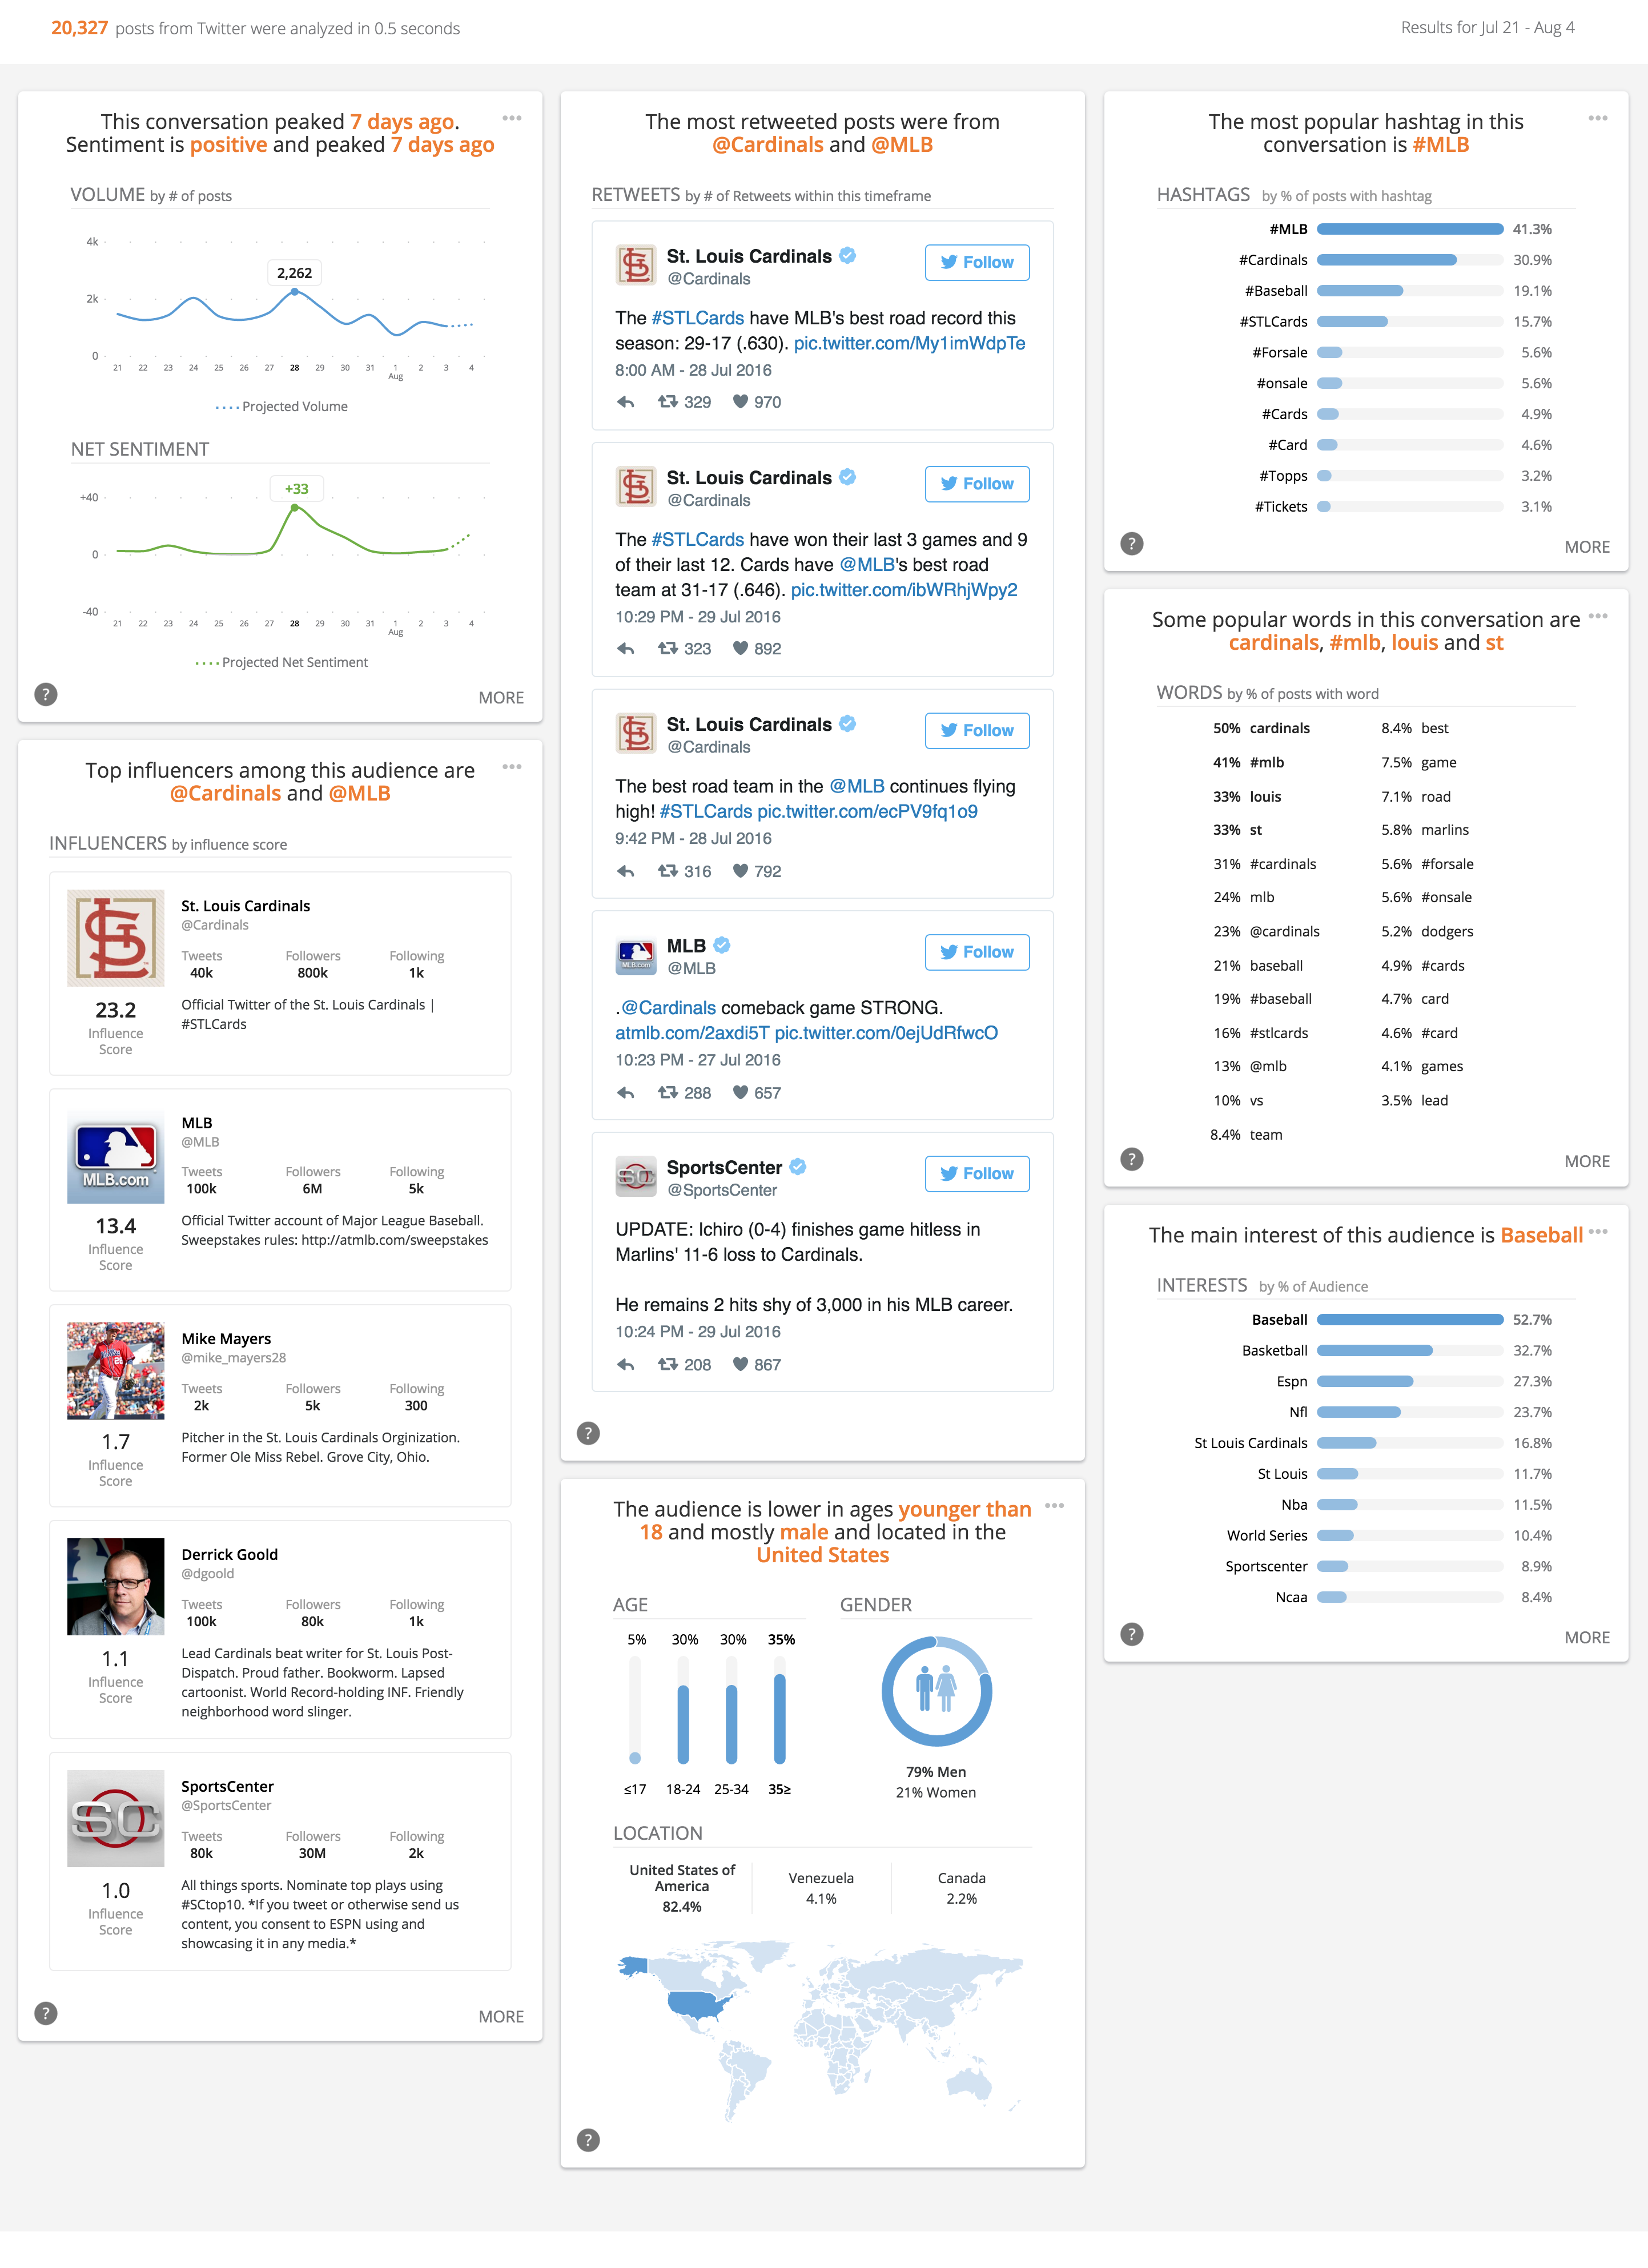 20,327 posts from Twitter were analyzed in 0.5 seconds
Results for Jul 21 - Aug 4
This conversation peaked 7 days ago.
Sentiment is positive and peaked 7 days ago
VOLUME by # of posts
4k
2,262
2k
0
21 22 23 24 25 26 27 28 29 30 31 1 2 3 4
Aug
Projected Volume
NET SENTIMENT
+33
+40
0
-40
21 22 23 24 25 26 27 28 29 30 31 1 2 3 4
Aug
Projected Net Sentiment
?
MORE
Top influencers among this audience are
@Cardinals and @MLB
INFLUENCERS by influence score
St. Louis Cardinals
@Cardinals
Tweets Followers Following
40k 800k 1k
23.2
Influence
Score
Official Twitter of the St. Louis Cardinals |
#STLCards
MLB
@MLB
Tweets Followers Following
100k 6M 5k
MLB.com
13.4
Influence
Score
Official Twitter account of Major League Baseball.
Sweepstakes rules: http://atmlb.com/sweepstakes
Mike Mayers
@mike_mayers28
Tweets Followers Following
2k 5k 300
1.7
Influence
Score
Pitcher in the St. Louis Cardinals Orginization.
Former Ole Miss Rebel. Grove City, Ohio.
Derrick Goold
@dgoold
Tweets Followers Following
100k 80k 1k
1.1
Influence
Score
Lead Cardinals beat writer for St. Louis Post-
Dispatch. Proud father. Bookworm. Lapsed
cartoonist. World Record-holding INF. Friendly
neighborhood word slinger.
SportsCenter
@SportsCenter
Tweets Followers Following
80k 30M 2k
SC
1.0
Influence
Score
All things sports. Nominate top plays using
#SCtop10. *If you tweet or otherwise send us
content, you consent to ESPN using and
showcasing it in any media.*
?
MORE
The most retweeted posts were from
@Cardinals and @MLB
RETWEETS by # of Retweets within this timeframe
St. Louis Cardinals
@Cardinals
Follow
The #STLCards have MLB's best road record this
season: 29-17 (.630). pic.twitter.com/My1imWdpTe
8:00 AM - 28 Jul 2016
329 970
St. Louis Cardinals
@Cardinals
Follow
The #STLCards have won their last 3 games and 9
of their last 12. Cards have @MLB's best road
team at 31-17 (.646). pic.twitter.com/ibWRhjWpy2
10:29 PM - 29 Jul 2016
323 892
St. Louis Cardinals
@Cardinals
Follow
The best road team in the @MLB continues flying
high! #STLCards pic.twitter.com/ecPV9fq1o9
9:42 PM - 28 Jul 2016
316 792
MLB
@MLB
Follow
.@Cardinals comeback game STRONG.
atmlb.com/2axdi5T pic.twitter.com/0ejUdRfwcO
10:23 PM - 27 Jul 2016
288 657
SportsCenter
@SportsCenter
Follow
UPDATE: Ichiro (0-4) finishes game hitless in
Marlins' 11-6 loss to Cardinals.
He remains 2 hits shy of 3,000 in his MLB career.
10:24 PM - 29 Jul 2016
208 867
?
The audience is lower in ages younger than
18 and mostly male and located in the
United States
AGE
5% 30% 30% 35%
≤17 18-24 25-34 35≥
GENDER
79% Men
21% Women
LOCATION
United States of
America
82.4%
Venezuela
4.1%
Canada
2.2%
?
The most popular hashtag in this
conversation is #MLB
HASHTAGS by % of posts with hashtag
#MLB 41.3%
#Cardinals 30.9%
#Baseball 19.1%
#STLCards 15.7%
#Forsale 5.6%
#onsale 5.6%
#Cards 4.9%
#Card 4.6%
#Topps 3.2%
#Tickets 3.1%
?
MORE
Some popular words in this conversation are
cardinals, #mlb, louis and st
WORDS by % of posts with word
50% cardinals 8.4% best
41% #mlb 7.5% game
33% louis 7.1% road
33% st 5.8% marlins
31% #cardinals 5.6% #forsale
24% mlb 5.6% #onsale
23% @cardinals 5.2% dodgers
21% baseball 4.9% #cards
19% #baseball 4.7% card
16% #stlcards 4.6% #card
13% @mlb 4.1% games
10% vs 3.5% lead
8.4% team
?
MORE
The main interest of this audience is Baseball
INTERESTS by % of Audience
Baseball 52.7%
Basketball 32.7%
Espn 27.3%
Nfl 23.7%
St Louis Cardinals 16.8%
St Louis 11.7%
Nba 11.5%
World Series 10.4%
Sportscenter 8.9%
Ncaa 8.4%
?
MORE